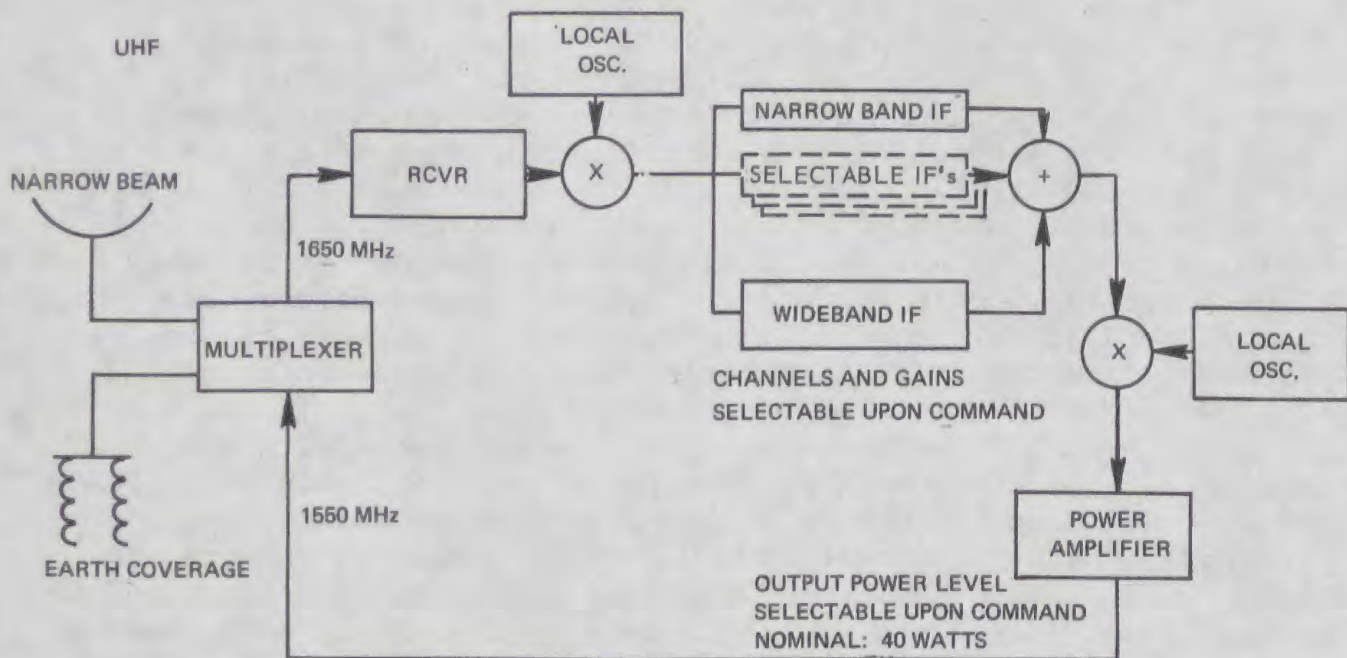 UHF
LOCAL
OSC.
NARROW BAND IF
RCVR
X
SELECTABLE IF's
+
NARROW BEAM
1650 MHz
WIDEBAND IF
MULTIPLEXER
X
LOCAL
OSC.
CHANNELS AND GAINS
SELECTABLE UPON COMMAND
1550 MHz
POWER
AMPLIFIER
EARTH COVERAGE
OUTPUT POWER LEVEL
SELECTABLE UPON COMMAND
NOMINAL: 40 WATTS